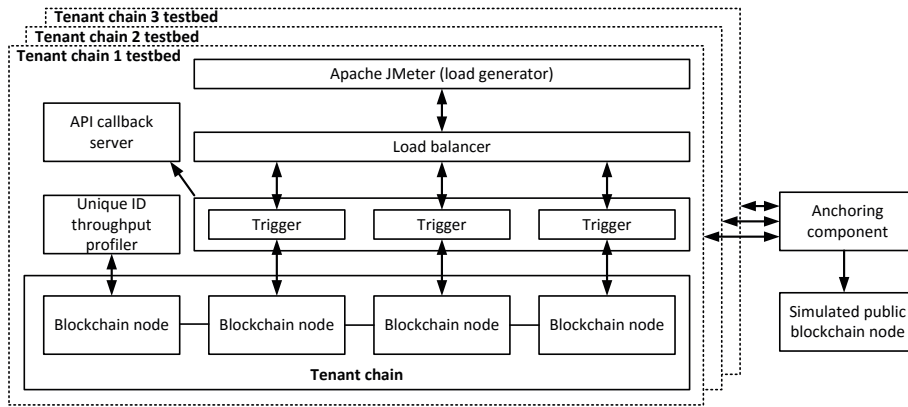 Tenant chain 3 testbed
Tenant chain 2 testbed
Tenant chain 1 testbed
Apache JMeter (load generator)
API callback
server
Load balancer
Unique ID
throughput
profiler
Trigger
Trigger
Trigger
Anchoring
component
Blockchain node
Blockchain node
Blockchain node
Blockchain node
Simulated public
blockchain node
Tenant chain